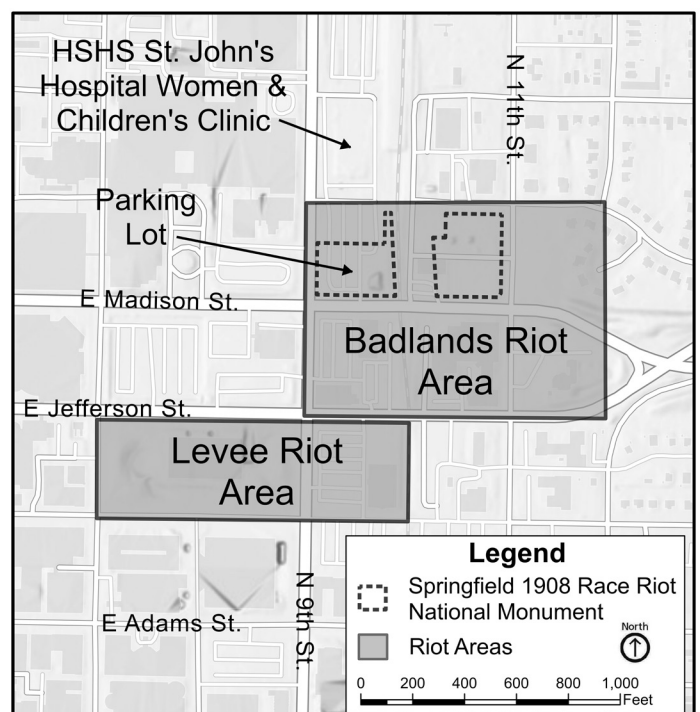 HSHS St. John's
Hospital Women &
Children's Clinic
N 11th St.
Parking
Lot
E Madison St.
Badlands Riot
Area
E Jefferson St.
Levee Riot
Area
N 9th St.
E Adams St.
Legend
Springfield 1908 Race Riot
National Monument
Riot Areas
North
0 200 400 600 800 1,000
Feet